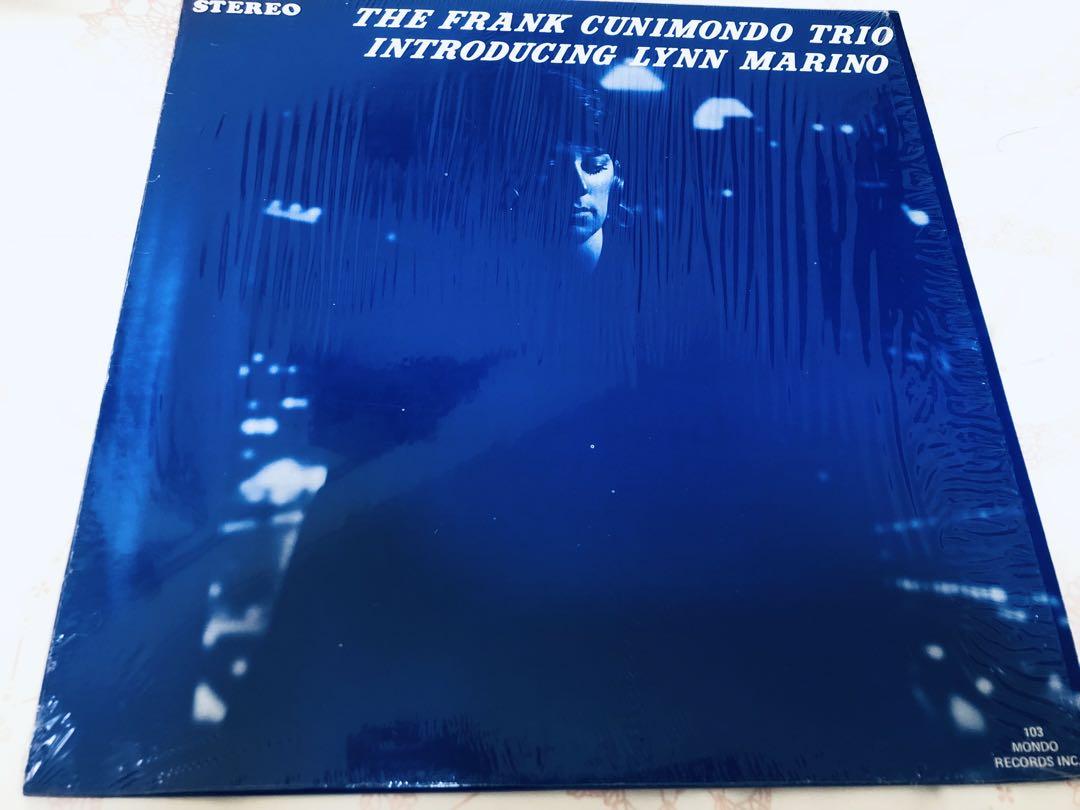 STEREO
THE FRANK CUNIMONDO TRIO
INTRODUCING LYNN MARINO
103
MONDO
RECORDS INC.